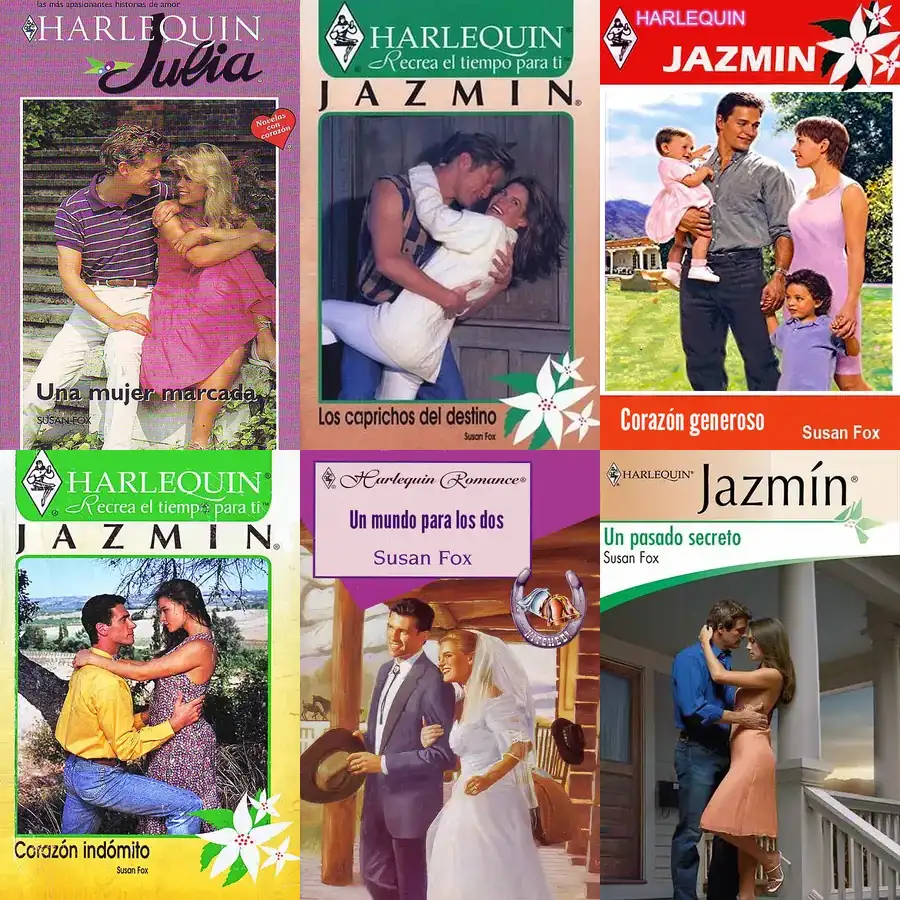 las más apasionantes historias de amor
HARLEQUIN
Julia
Novelas con corazón
Una mujer marcada
SUSAN FOX
HARLEQUIN®
Recrea el tiempo para ti™
JAZMIN®
Los caprichos del destino
Susan Fox
HARLEQUIN
JAZMIN
Corazón generoso
Susan Fox
HARLEQUIN®
Recrea el tiempo para ti™
JAZMIN®
Corazón indómito
Susan Fox
Harlequin Romance®
Un mundo para los dos
Susan Fox
HARLEQUIN®
Jazmín®
Un pasado secreto
Susan Fox